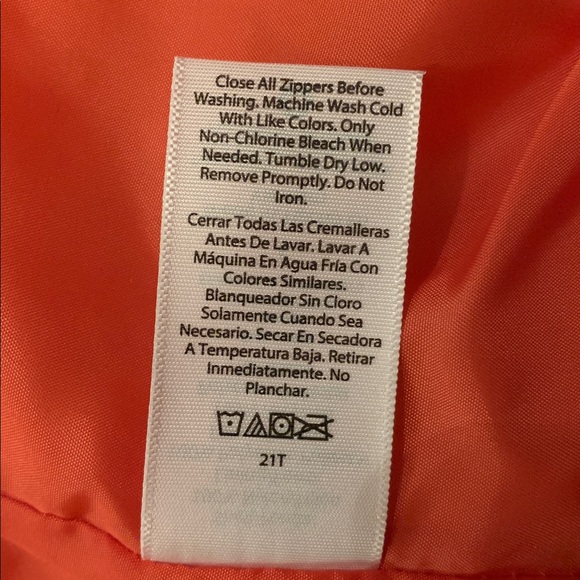 Close All Zippers Before
Washing. Machine Wash Cold
With Like Colors. Only
Non-Chlorine Bleach When
Needed. Tumble Dry Low.
Remove Promptly. Do Not
Iron.
Cerrar Todas Las Cremalleras
Antes De Lavar. Lavar A
Máquina En Agua Fría Con
Colores Similares.
Blanqueador Sin Cloro
Solamente Cuando Sea
Necesario. Secar En Secadora
A Temperatura Baja. Retirar
Inmediatamente. No
Planchar.
21T